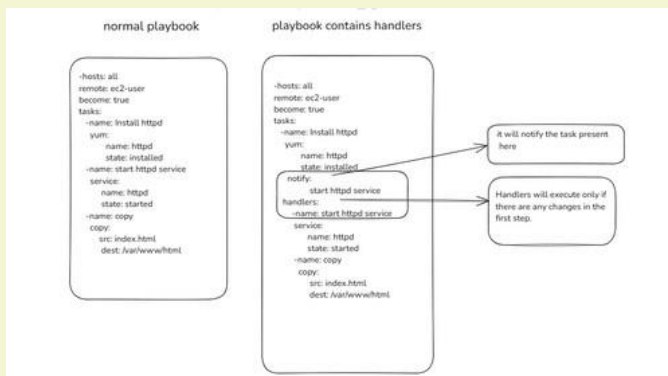 normal playbook
-hosts: all
remote: ec2-user
become: true
tasks:
-name: Install httpd
yum:
name: httpd
state: installed
-name: start httpd service
service:
name: httpd
state: started
-name: copy
copy:
src: index.html
dest: /var/www/html
playbook contains handlers
-hosts: all
remote: ec2-user
become: true
tasks:
-name: Install httpd
yum:
name: httpd
state: installed
notify:
start httpd service
handlers:
-name: start httpd service
service:
name: httpd
state: started
-name: copy
copy:
src: index.html
dest: /var/www/html
it will notify the task present
here
Handlers will execute only if
there are any changes in the
first step.